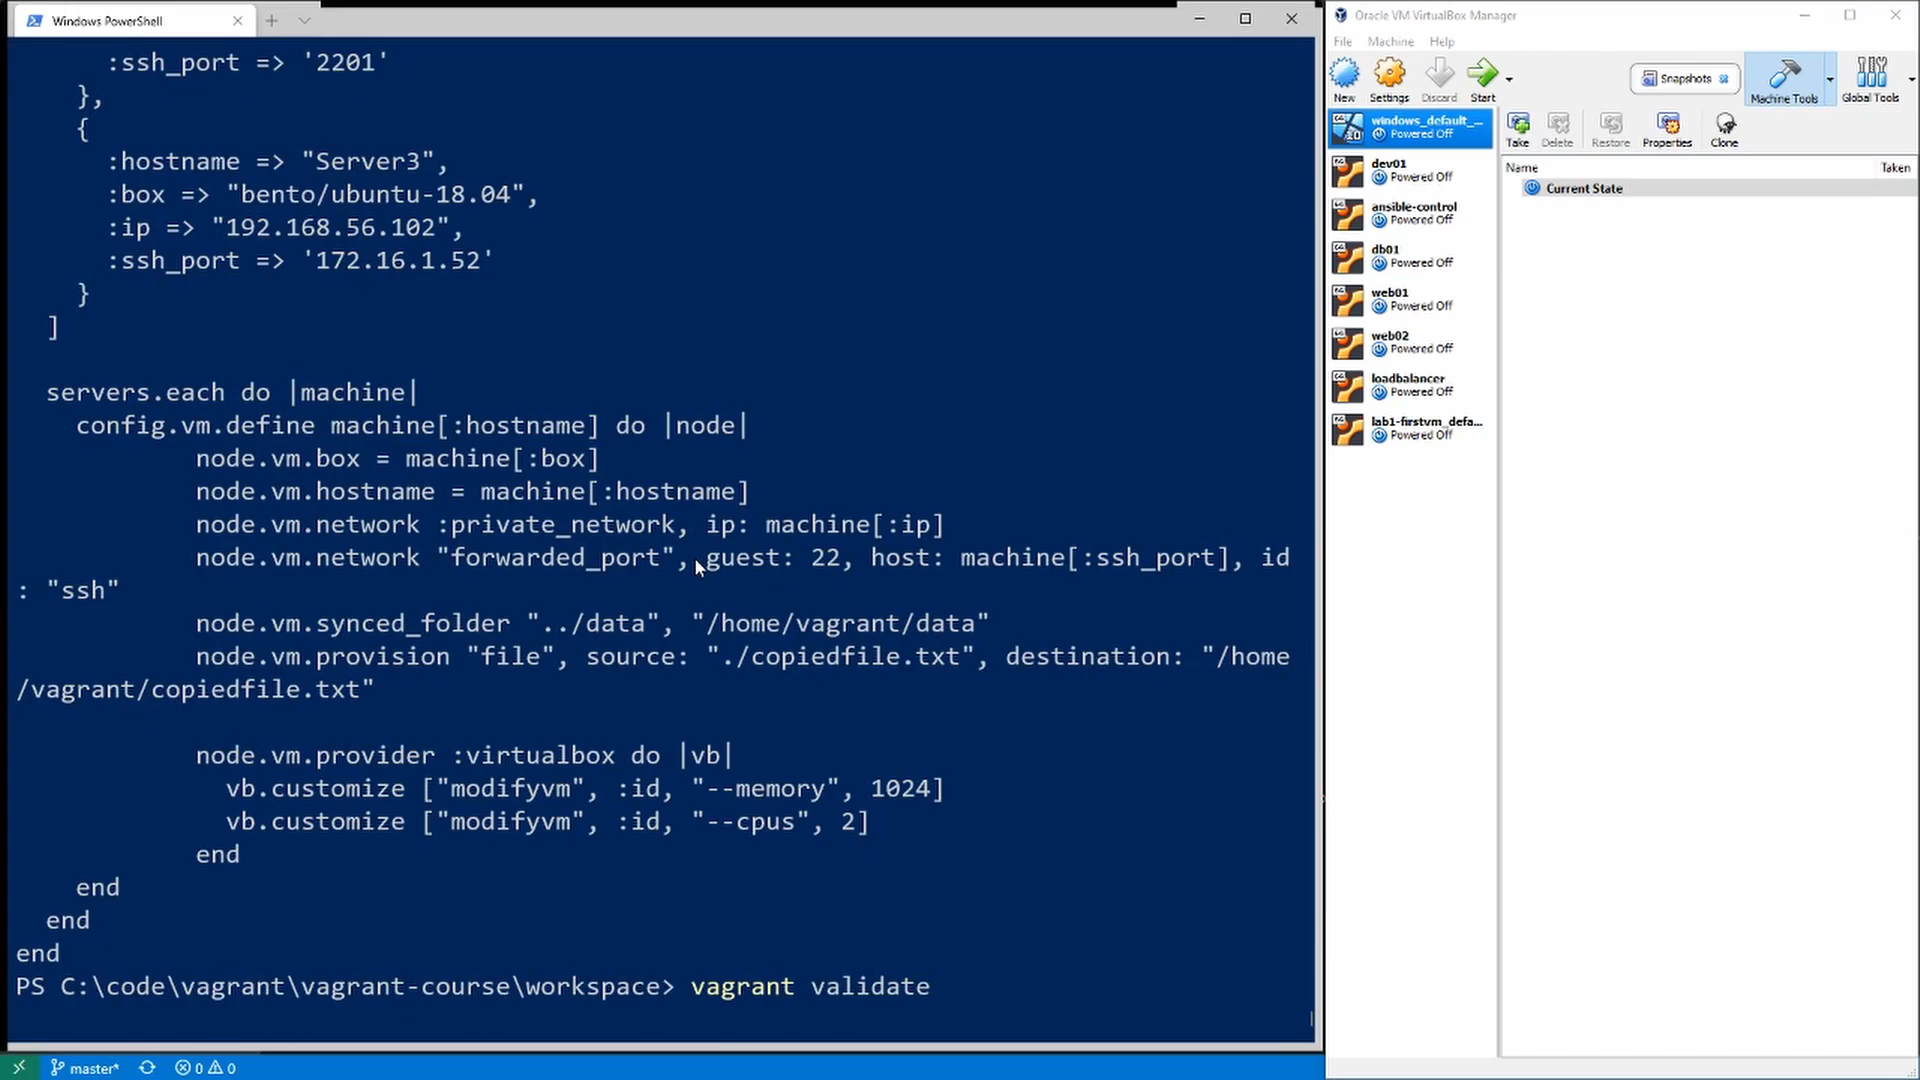 Windows PowerShell
:ssh_port => '2201'
},
{
:hostname => "Server3",
:box => "bento/ubuntu-18.04",
:ip => "192.168.56.102",
:ssh_port => '172.16.1.52'
}
]
servers.each do |machine|
config.vm.define machine[:hostname] do |node|
node.vm.box = machine[:box]
node.vm.hostname = machine[:hostname]
node.vm.network :private_network, ip: machine[:ip]
node.vm.network "forwarded_port", guest: 22, host: machine[:ssh_port], id
: "ssh"
node.vm.synced_folder "../data", "/home/vagrant/data"
node.vm.provision "file", source: "./copiedfile.txt", destination: "/home
/vagrant/copiedfile.txt"
node.vm.provider :virtualbox do |vb|
vb.customize ["modifyvm", :id, "--memory", 1024]
vb.customize ["modifyvm", :id, "--cpus", 2]
end
end
end
end
PS C:\code\vagrant\vagrant-course\workspace> vagrant validate
master*
0 0
Oracle VM VirtualBox Manager
File Machine Help
New Settings Discard Start
Snapshots
Machine Tools
Global Tools
windows_default_...
Powered Off
dev01
Powered Off
ansible-control
Powered Off
db01
Powered Off
web01
Powered Off
web02
Powered Off
loadbalancer
Powered Off
lab1-firstvm_defa...
Powered Off
Take Delete Restore Properties Clone
Name Taken
Current State